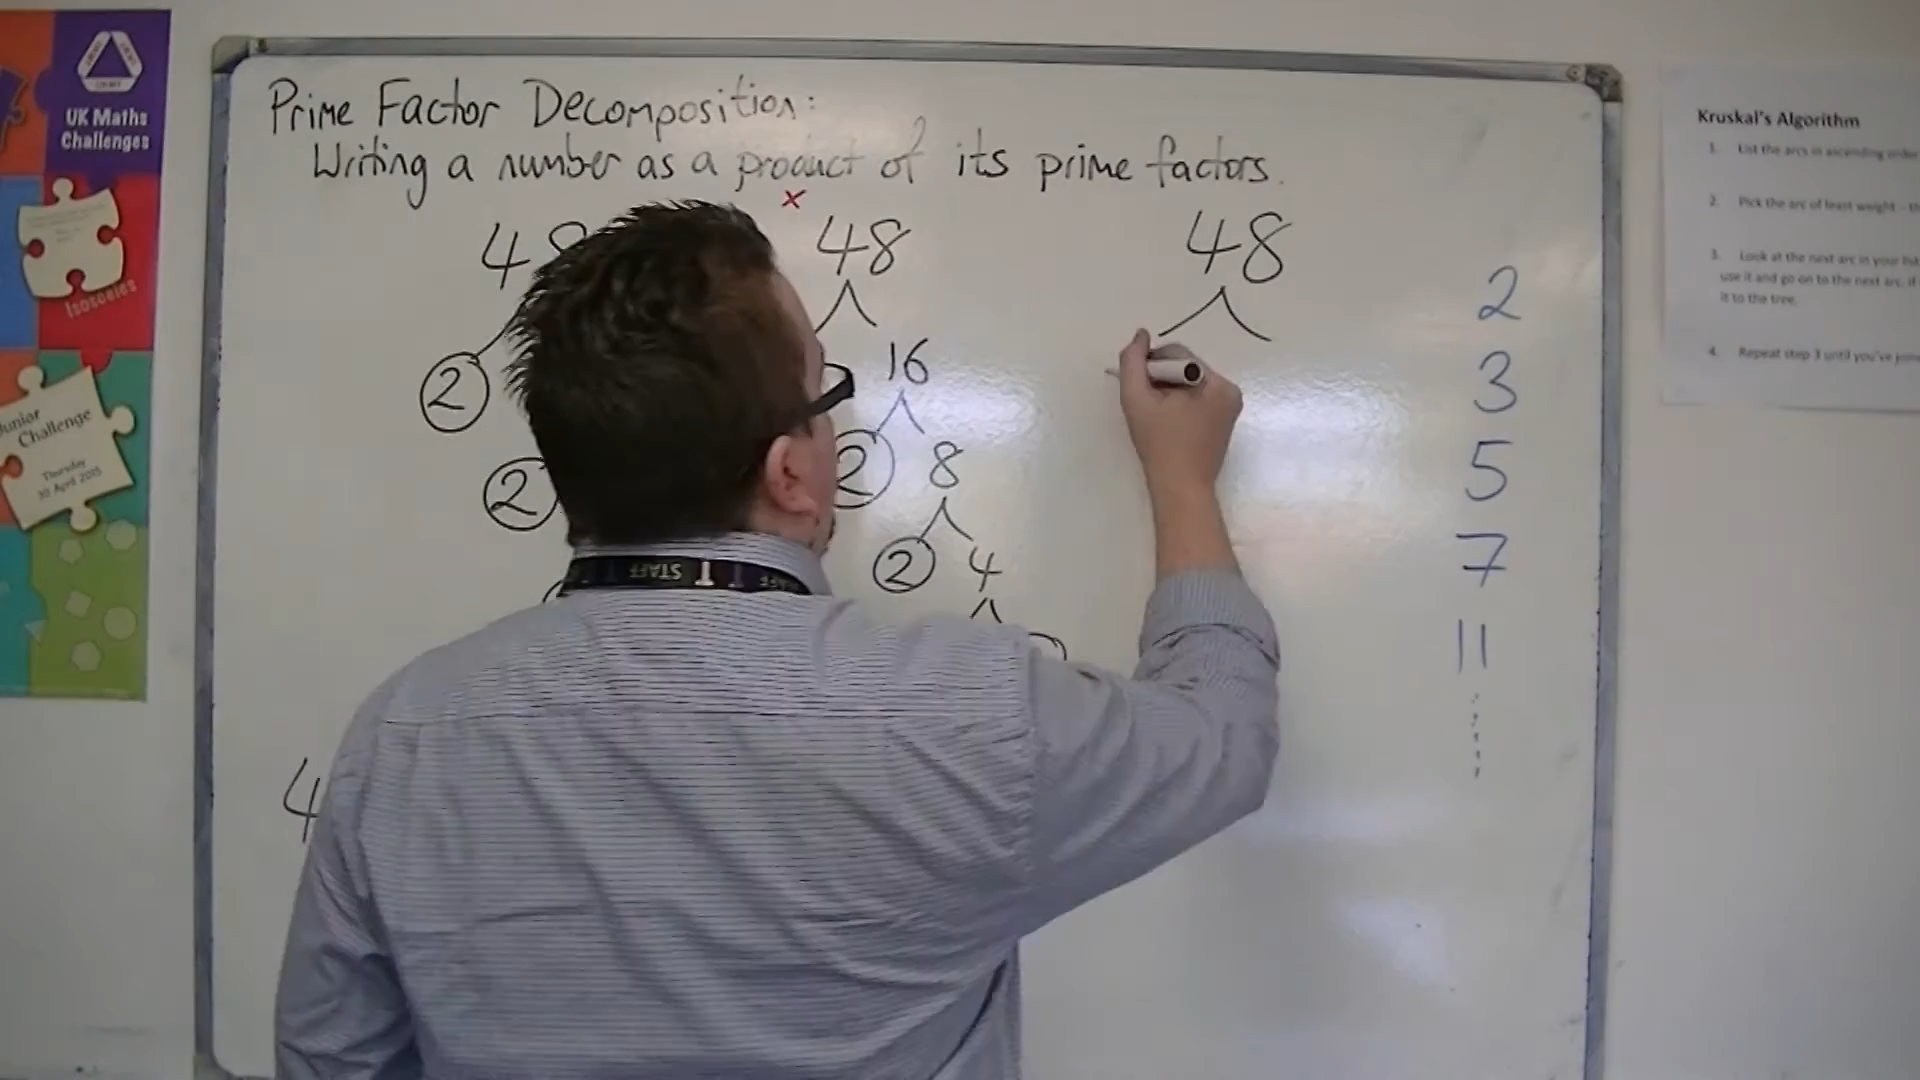 Prime Factor Decomposition:
Writing a number as a product of its prime factors.
x
48
2
2
4
48
16
2
8
2
4
48
2
3
5
7
11
UK Maths
Challenges
Isosceles
Junior
Challenge
Thursday
30 April 2015
STAFF
Kruskal's Algorithm
1. List the arcs in ascending order
2. Pick the arc of least weight
3. Look at the next arc in your list
use it and go on to the next arc. If
it to the tree.
4. Repeat step 3 until you've